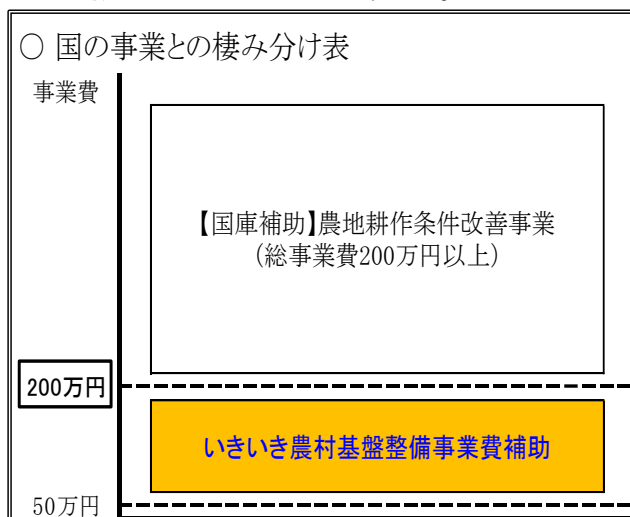 ○ 国の事業との棲み分け表
事業費
【国庫補助】農地耕作条件改善事業
(総事業費200万円以上)
200万円
いきいき農村基盤整備事業費補助
50万円